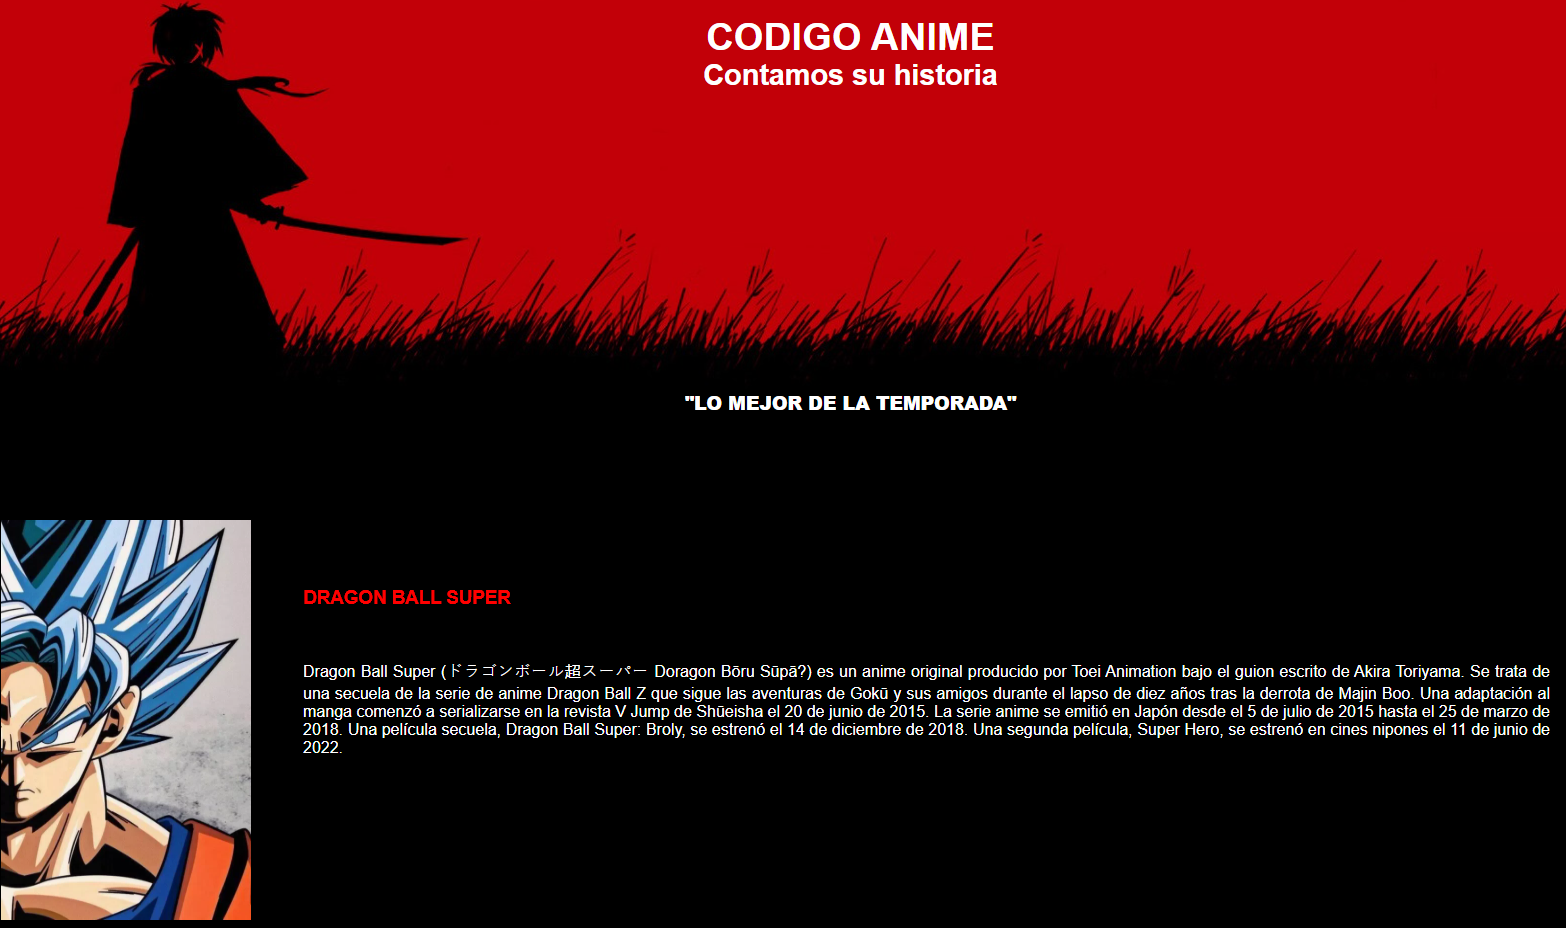 CODIGO ANIME
Contamos su historia
"LO MEJOR DE LA TEMPORADA"
DRAGON BALL SUPER
Dragon Ball Super (ドラゴンボール超スーパー Doragon Bōru Sūpā?) es un anime original producido por Toei Animation bajo el guion escrito de Akira Toriyama. Se trata de
una secuela de la serie de anime Dragon Ball Z que sigue las aventuras de Gokū y sus amigos durante el lapso de diez años tras la derrota de Majin Boo. Una adaptación al
manga comenzó a serializarse en la revista V Jump de Shūeisha el 20 de junio de 2015. La serie anime se emitió en Japón desde el 5 de julio de 2015 hasta el 25 de marzo de
2018. Una película secuela, Dragon Ball Super: Broly, se estrenó el 14 de diciembre de 2018. Una segunda película, Super Hero, se estrenó en cines nipones el 11 de junio de
2022.